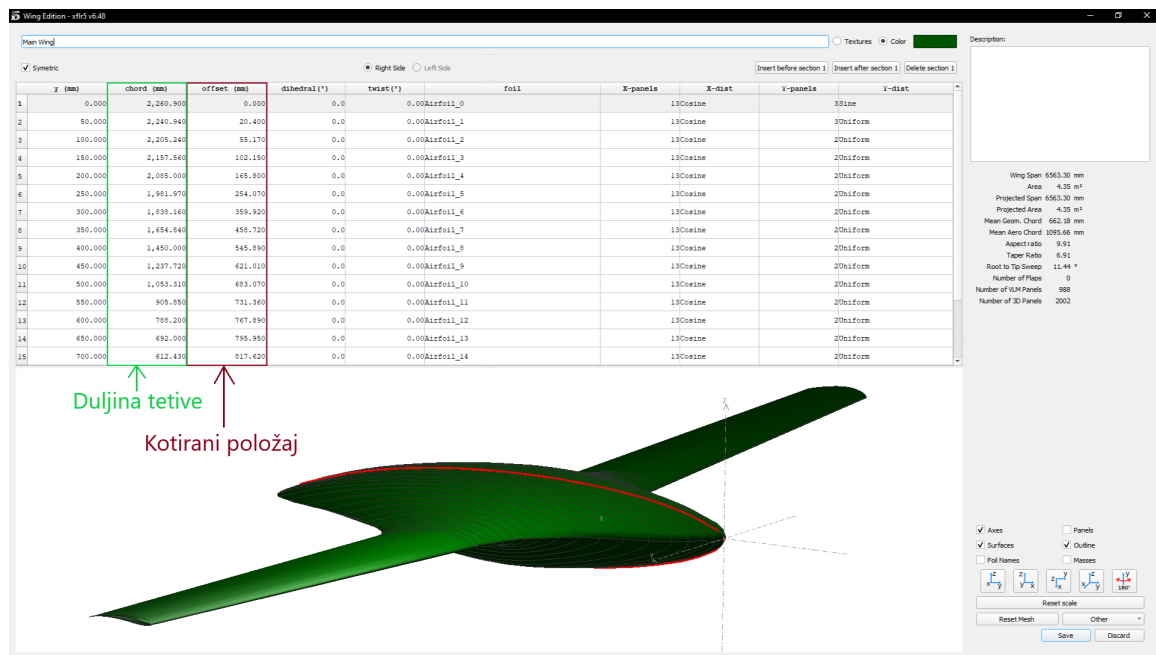 Wing Edition - xflr5 v6.48
Main Wing
Textures Color
Description:
Symetric Right Side Left Side Insert before section 1 Insert after section 1 Delete section 1
y (mm) chord (mm) offset (mm) dihedral(°) twist(°) foil X-panels X-dist Y-panels Y-dist
1 0.000 2,260.900 0.000 0.0 0.00 Airfoil_0 13 Cosine 3 Sine
2 50.000 2,240.940 20.400 0.0 0.00 Airfoil_1 13 Cosine 3 Uniform
3 100.000 2,205.240 55.170 0.0 0.00 Airfoil_2 13 Cosine 2 Uniform
4 150.000 2,157.560 102.150 0.0 0.00 Airfoil_3 13 Cosine 2 Uniform
5 200.000 2,085.000 165.800 0.0 0.00 Airfoil_4 13 Cosine 2 Uniform
6 250.000 1,981.970 254.070 0.0 0.00 Airfoil_5 13 Cosine 2 Uniform
7 300.000 1,838.160 359.920 0.0 0.00 Airfoil_6 13 Cosine 2 Uniform
8 350.000 1,654.840 458.720 0.0 0.00 Airfoil_7 13 Cosine 2 Uniform
9 400.000 1,450.000 545.890 0.0 0.00 Airfoil_8 13 Cosine 2 Uniform
10 450.000 1,237.720 621.010 0.0 0.00 Airfoil_9 13 Cosine 2 Uniform
11 500.000 1,053.310 683.070 0.0 0.00 Airfoil_10 13 Cosine 2 Uniform
12 550.000 905.850 731.360 0.0 0.00 Airfoil_11 13 Cosine 2 Uniform
13 600.000 788.200 767.890 0.0 0.00 Airfoil_12 13 Cosine 2 Uniform
14 650.000 692.000 795.950 0.0 0.00 Airfoil_13 13 Cosine 2 Uniform
15 700.000 612.430 817.620 0.0 0.00 Airfoil_14 13 Cosine 2 Uniform
Wing Span 6563.30 mm
Area 4.35 m²
Projected Span 6563.30 mm
Projected Area 4.35 m²
Mean Geom. Chord 662.18 mm
Mean Aero Chord 1095.66 mm
Aspect ratio 9.91
Taper Ratio 6.91
Root to Tip Sweep 11.44 °
Number of Flaps 0
Number of VLM Panels 988
Number of 3D Panels 2002
Duljina tetive
Kotirani položaj
Z
X
Y
Axes Panels
Surfaces Outline
Foil Names Masses
z x y z y x z y x z x y y 180°
Reset scale
Reset Mesh Other
Save Discard